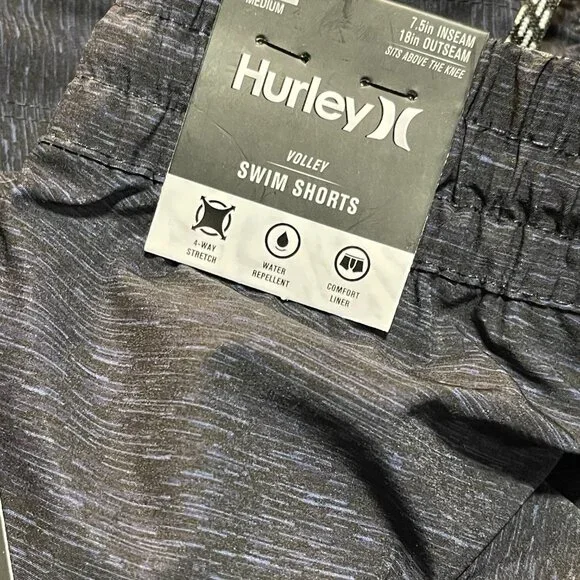 MEDIUM
7.5in INSEAM
18in OUTSEAM
SITS ABOVE THE KNEE
Hurley
VOLLEY
SWIM SHORTS
4-WAY
STRETCH
WATER
REPELLENT
COMFORT
LINER